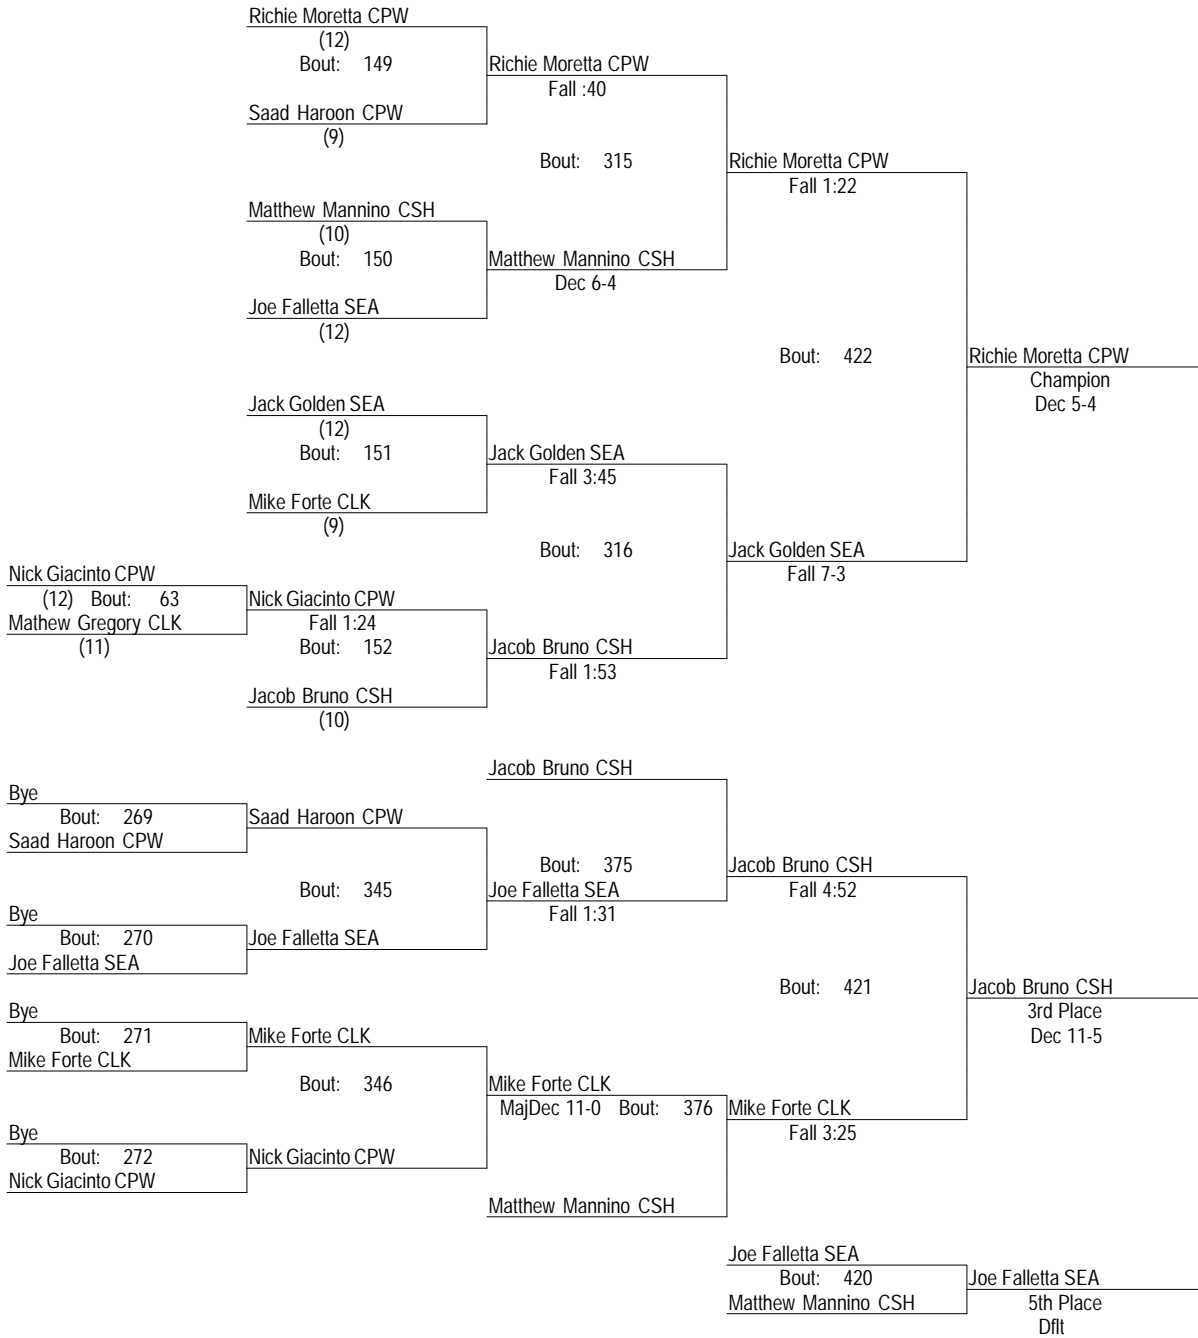 Richie Moretta CPW
(12)
Bout: 149
Richie Moretta CPW
Fall :40
Saad Haroon CPW
(9)
Bout: 315
Richie Moretta CPW
Fall 1:22
Matthew Mannino CSH
(10)
Bout: 150
Matthew Mannino CSH
Dec 6-4
Joe Falletta SEA
(12)
Bout: 422
Richie Moretta CPW
Champion
Dec 5-4
Jack Golden SEA
(12)
Bout: 151
Jack Golden SEA
Fall 3:45
Mike Forte CLK
(9)
Bout: 316
Jack Golden SEA
Fall 7-3
Nick Giacinto CPW
(12) Bout: 63
Mathew Gregory CLK
(11)
Nick Giacinto CPW
Fall 1:24
Bout: 152
Jacob Bruno CSH
Fall 1:53
Jacob Bruno CSH
(10)
Jacob Bruno CSH
Bye
Bout: 269
Saad Haroon CPW
Saad Haroon CPW
Bout: 375
Jacob Bruno CSH
Fall 4:52
Bout: 345
Joe Falletta SEA
Fall 1:31
Bye
Bout: 270
Joe Falletta SEA
Joe Falletta SEA
Bout: 421
Jacob Bruno CSH
3rd Place
Dec 11-5
Bye
Bout: 271
Mike Forte CLK
Mike Forte CLK
Bout: 346
Mike Forte CLK
MajDec 11-0 Bout: 376
Mike Forte CLK
Fall 3:25
Bye
Bout: 272
Nick Giacinto CPW
Nick Giacinto CPW
Matthew Mannino CSH
Joe Falletta SEA
Bout: 420
Matthew Mannino CSH
Joe Falletta SEA
5th Place
Dflt